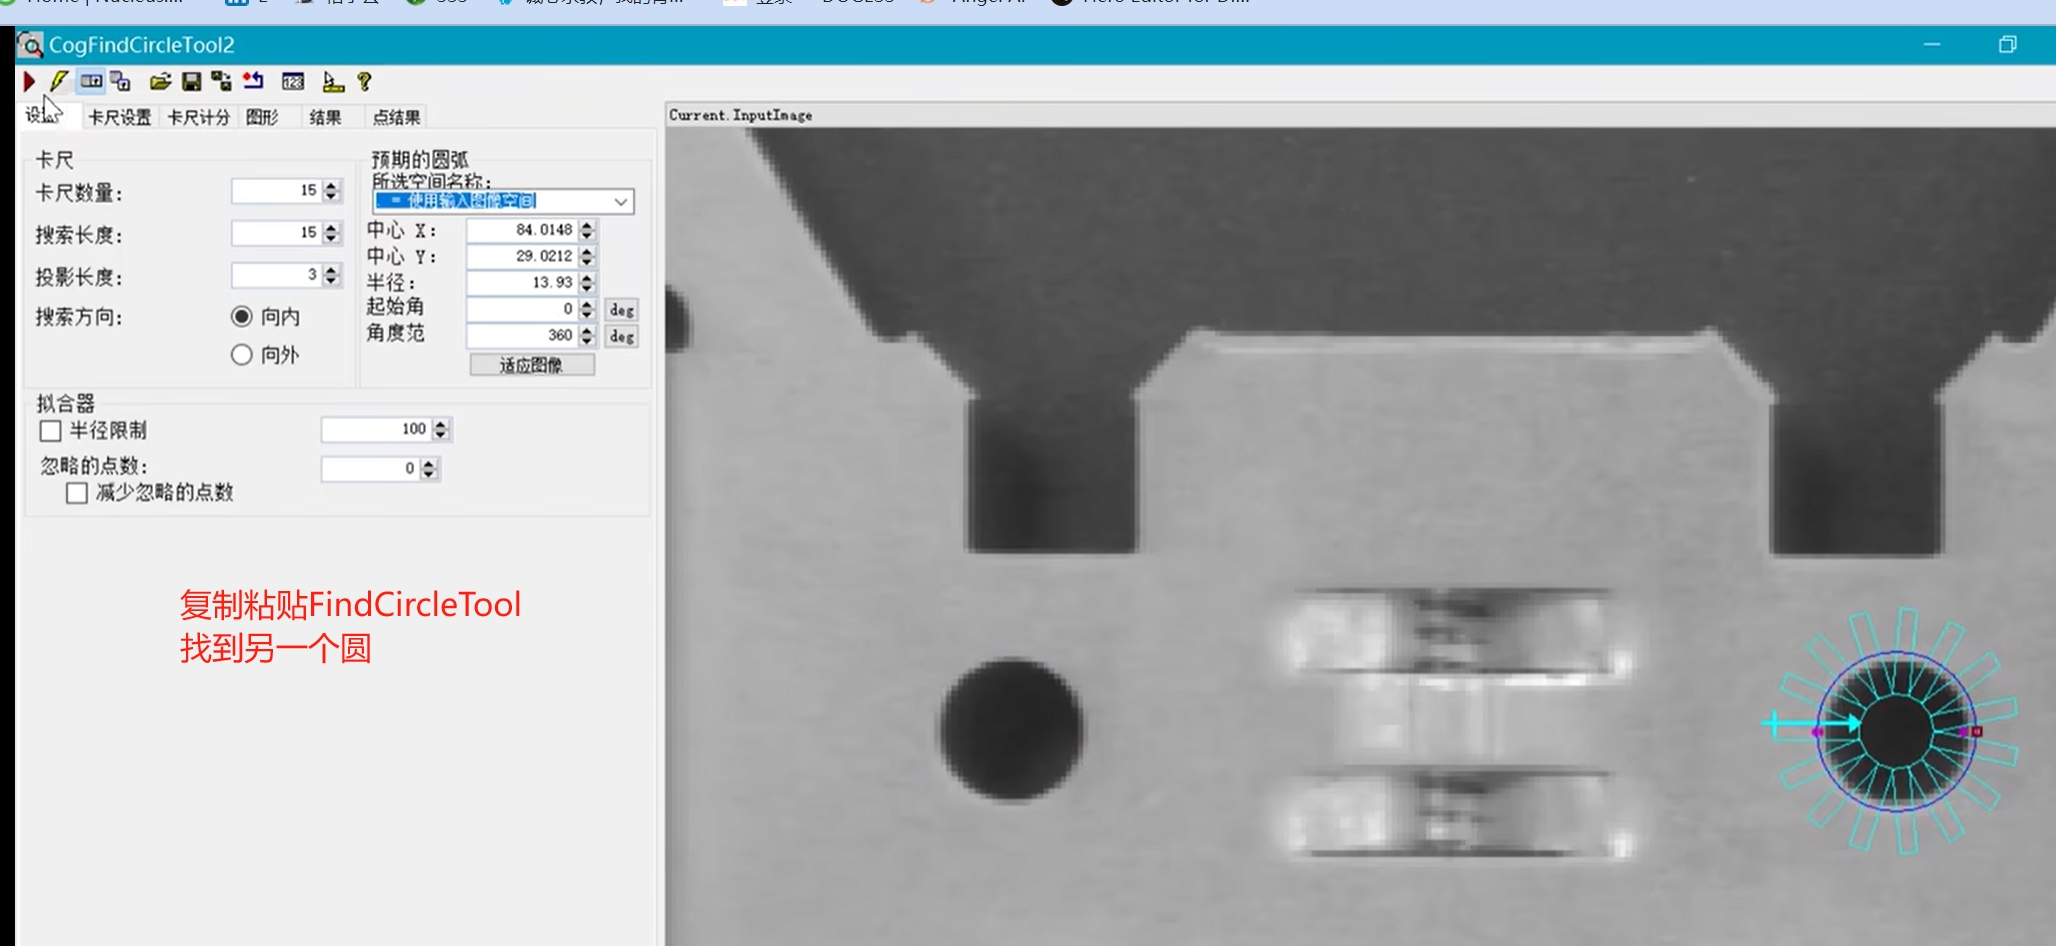 CogFindCircleTool2
卡尺设置 卡尺计分 图形 结果 点结果
Current.InputImage
卡尺
卡尺数量: 15
搜索长度: 15
投影长度: 3
搜索方向: 向内
向外
预期的圆弧
所选空间名称:
. = 使用输入图像空间
中心 X: 84.0148
中心 Y: 29.0212
半径: 13.93
起始角 0 deg
角度范 360 deg
适应图像
拟合器
半径限制 100
忽略的点数: 0
减少忽略的点数
复制粘贴FindCircleTool
找到另一个圆